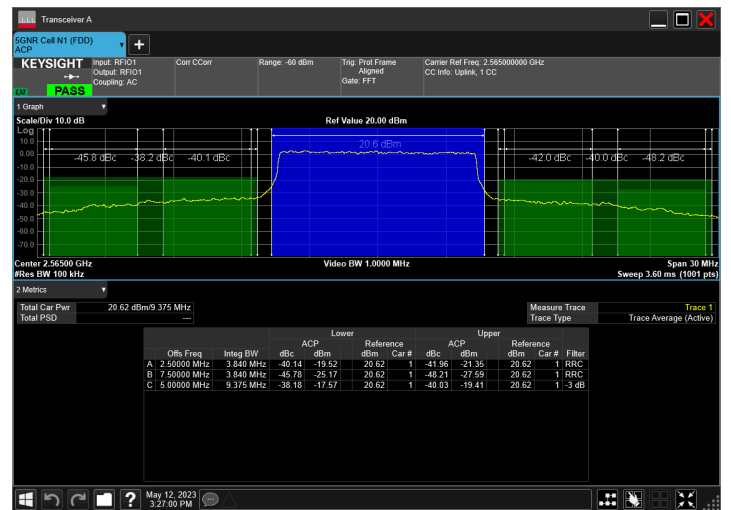 Transceiver A
5GNR Cell N1 (FDD)
ACP
KEYSIGHT
LXI
PASS
Input: RFIO1
Output: RFIO1
Coupling: AC
Corr CCorr
Range: -60 dBm
Trig: Prot Frame
Aligned
Gate: FFT
Carrier Ref Freq: 2.565000000 GHz
CC Info: Uplink, 1 CC
1 Graph
Scale/Div 10.0 dB
Ref Value 20.00 dBm
Log
10.0
0.00
-10.0
-20.0
-30.0
-40.0
-50.0
-60.0
-70.0
-45.8 dBc
-38.2 dBc
-40.1 dBc
20.6 dBm
-42.0 dBc
-40.0 dBc
-48.2 dBc
Center 2.56500 GHz
Video BW 1.0000 MHz
Span 30 MHz
#Res BW 100 kHz
Sweep 3.60 ms (1001 pts)
2 Metrics
Total Car Pwr 20.62 dBm/9.375 MHz
Total PSD ---
Measure Trace Trace 1
Trace Type Trace Average (Active)
Lower Upper
ACP Reference ACP Reference
Offs Freq Integ BW dBc dBm dBm Car # dBc dBm dBm Car # Filter
A 2.50000 MHz 3.840 MHz -40.14 -19.52 20.62 1 -41.96 -21.35 20.62 1 RRC
B 7.50000 MHz 3.840 MHz -45.78 -25.17 20.62 1 -48.21 -27.59 20.62 1 RRC
C 5.00000 MHz 9.375 MHz -38.18 -17.57 20.62 1 -40.03 -19.41 20.62 1 -3 dB
May 12, 2023
3:27:00 PM